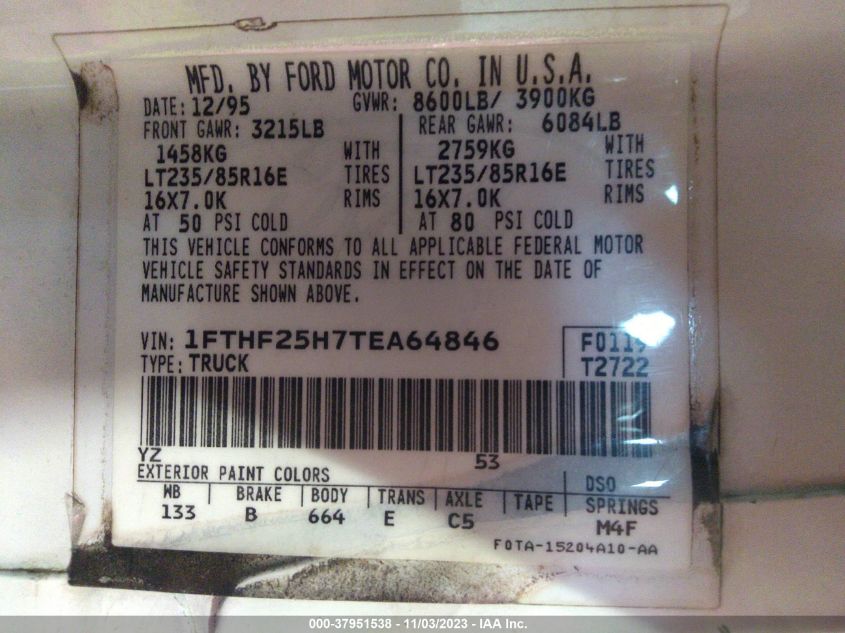 MFD. BY FORD MOTOR CO. IN U.S.A.
DATE: 12/95 GVWR: 8600LB/ 3900KG
FRONT GAWR: 3215LB REAR GAWR: 6084LB
1458KG WITH 2759KG WITH
LT235/85R16E TIRES LT235/85R16E TIRES
16X7.0K RIMS 16X7.0K RIMS
AT 50 PSI COLD AT 80 PSI COLD
THIS VEHICLE CONFORMS TO ALL APPLICABLE FEDERAL MOTOR
VEHICLE SAFETY STANDARDS IN EFFECT ON THE DATE OF
MANUFACTURE SHOWN ABOVE.
VIN: 1FTHF25H7TEA64846 F0119
TYPE: TRUCK T2722
YZ 53
EXTERIOR PAINT COLORS DSO
WB BRAKE BODY TRANS AXLE TAPE SPRINGS
133 B 664 E C5 M4F
F0TA-15204A10-AA
000-37951538 - 11/03/2023 - IAA Inc.